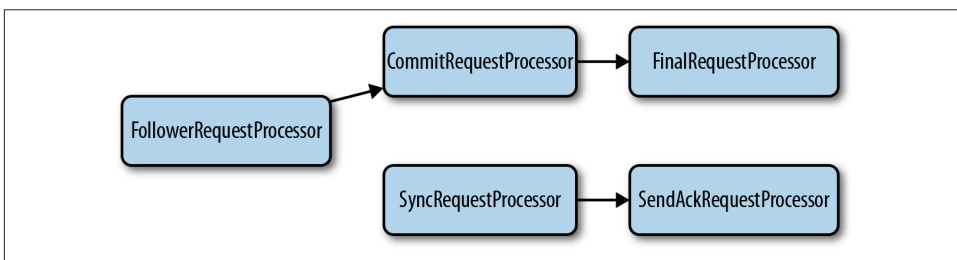 CommitRequestProcessor
FinalRequestProcessor
FollowerRequestProcessor
SyncRequestProcessor
SendAckRequestProcessor